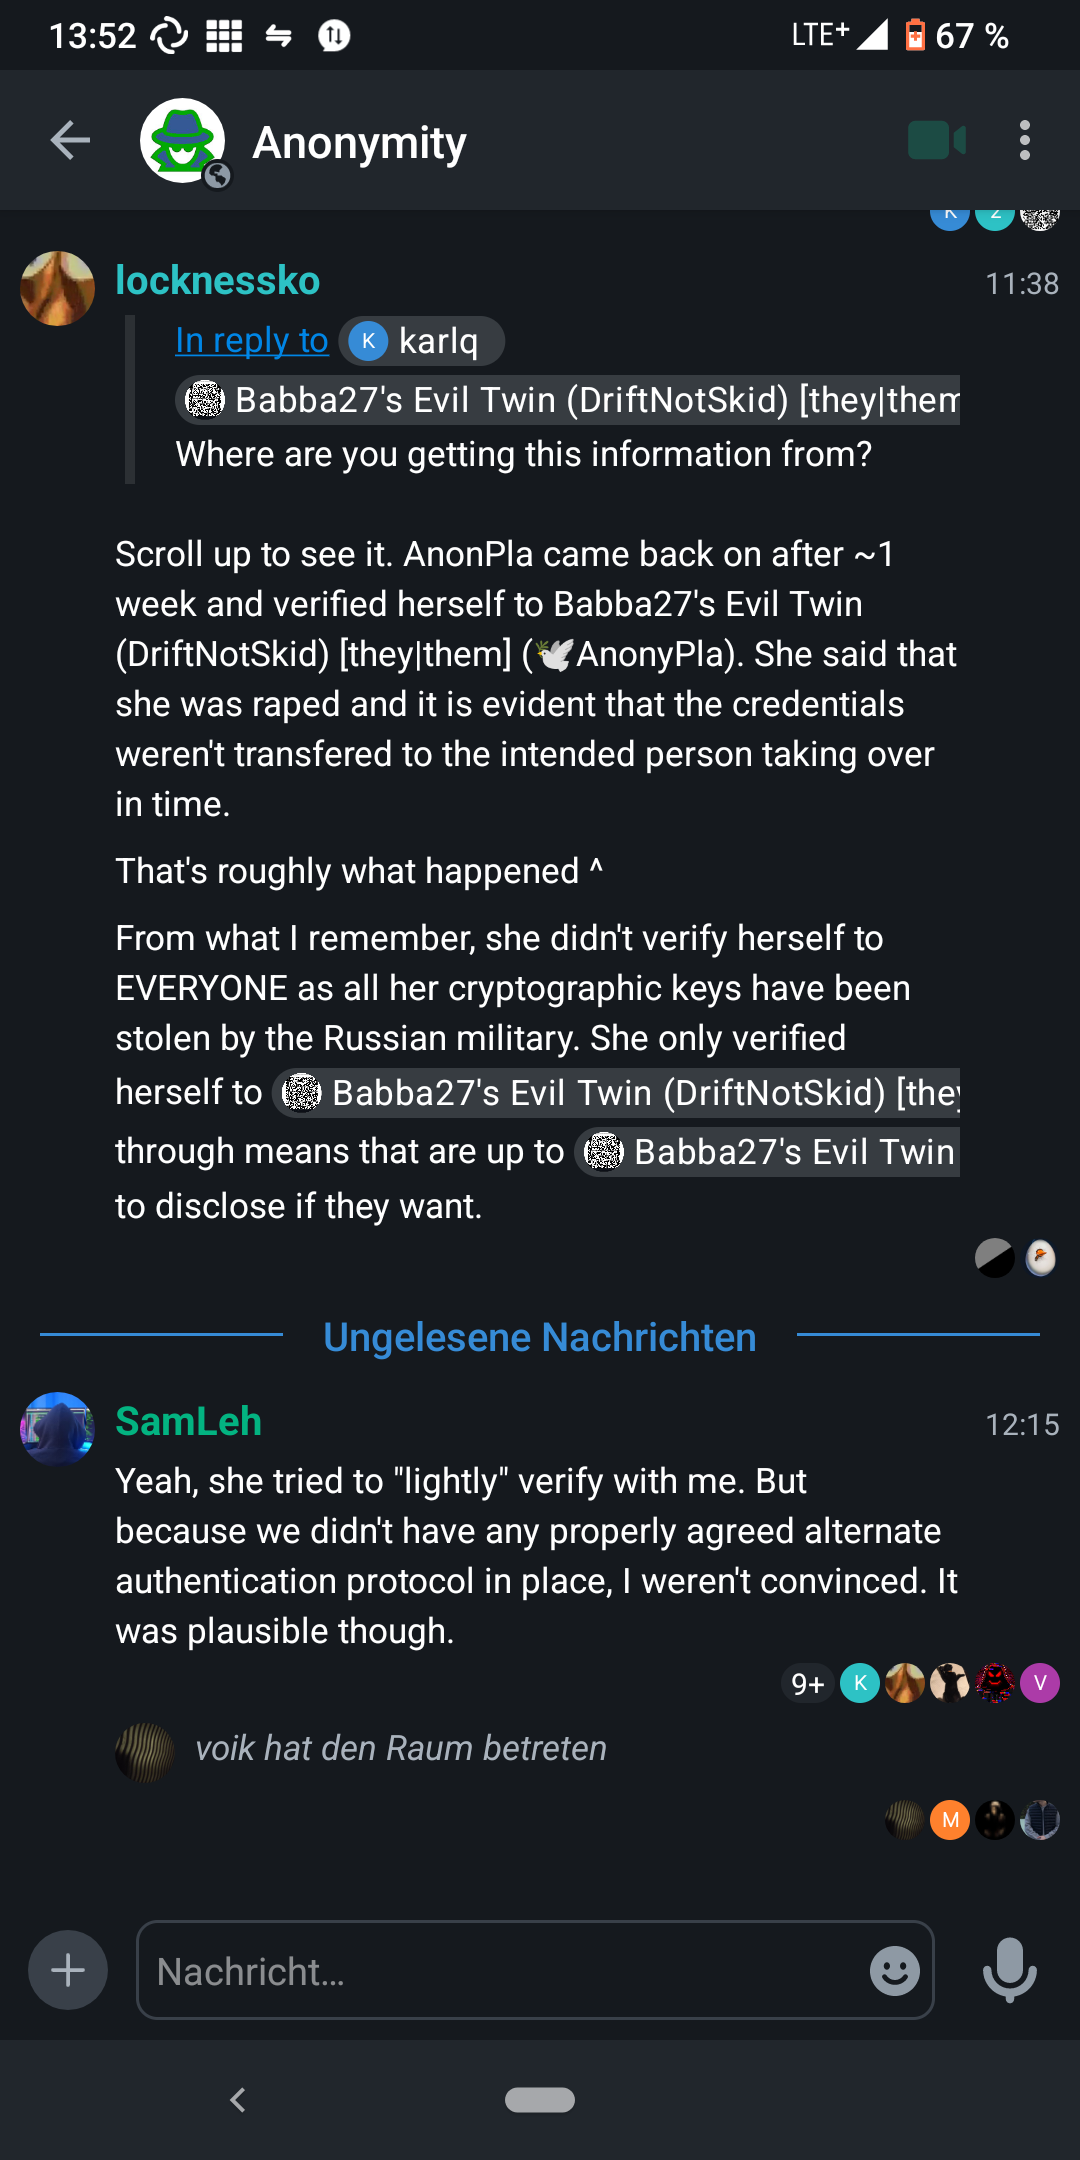 13:52 LTE+ 67 %
Anonymity
K Z
locknessko 11:38
In reply to K karlq
Babba27's Evil Twin (DriftNotSkid) [they|them
Where are you getting this information from?
Scroll up to see it. AnonPla came back on after ~1
week and verified herself to Babba27's Evil Twin
(DriftNotSkid) [they|them] (🕊AnonyPla). She said that
she was raped and it is evident that the credentials
weren't transfered to the intended person taking over
in time.
That's roughly what happened ^
From what I remember, she didn't verify herself to
EVERYONE as all her cryptographic keys have been
stolen by the Russian military. She only verified
herself to Babba27's Evil Twin (DriftNotSkid) [they
through means that are up to Babba27's Evil Twin
to disclose if they want.
Ungelesene Nachrichten
SamLeh 12:15
Yeah, she tried to "lightly" verify with me. But
because we didn't have any properly agreed alternate
authentication protocol in place, I weren't convinced. It
was plausible though.
9+ K V
voik hat den Raum betreten
M
Nachricht…